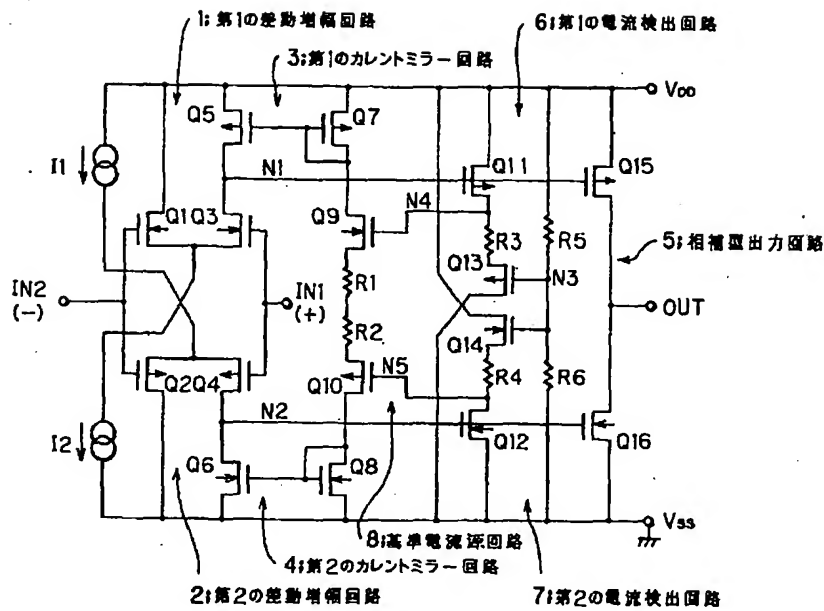 1;第1の差動増幅回路
6;第1の電流検出回路
3;第1のカレントミラー回路
VDD
Q5
Q7
I1
N1
Q11
Q15
N4
Q1
Q3
Q9
R3
R5
5;相補型出力回路
Q13
N3
IN2
(-)
IN1
(+)
R1
OUT
R2
Q14
Q2
Q4
Q10
N5
R4
R6
N2
Q12
Q16
I2
Q6
Q8
Vss
8;基準電流源回路
4;第2のカレントミラー回路
2;第2の差動増幅回路
7;第2の電流検出回路